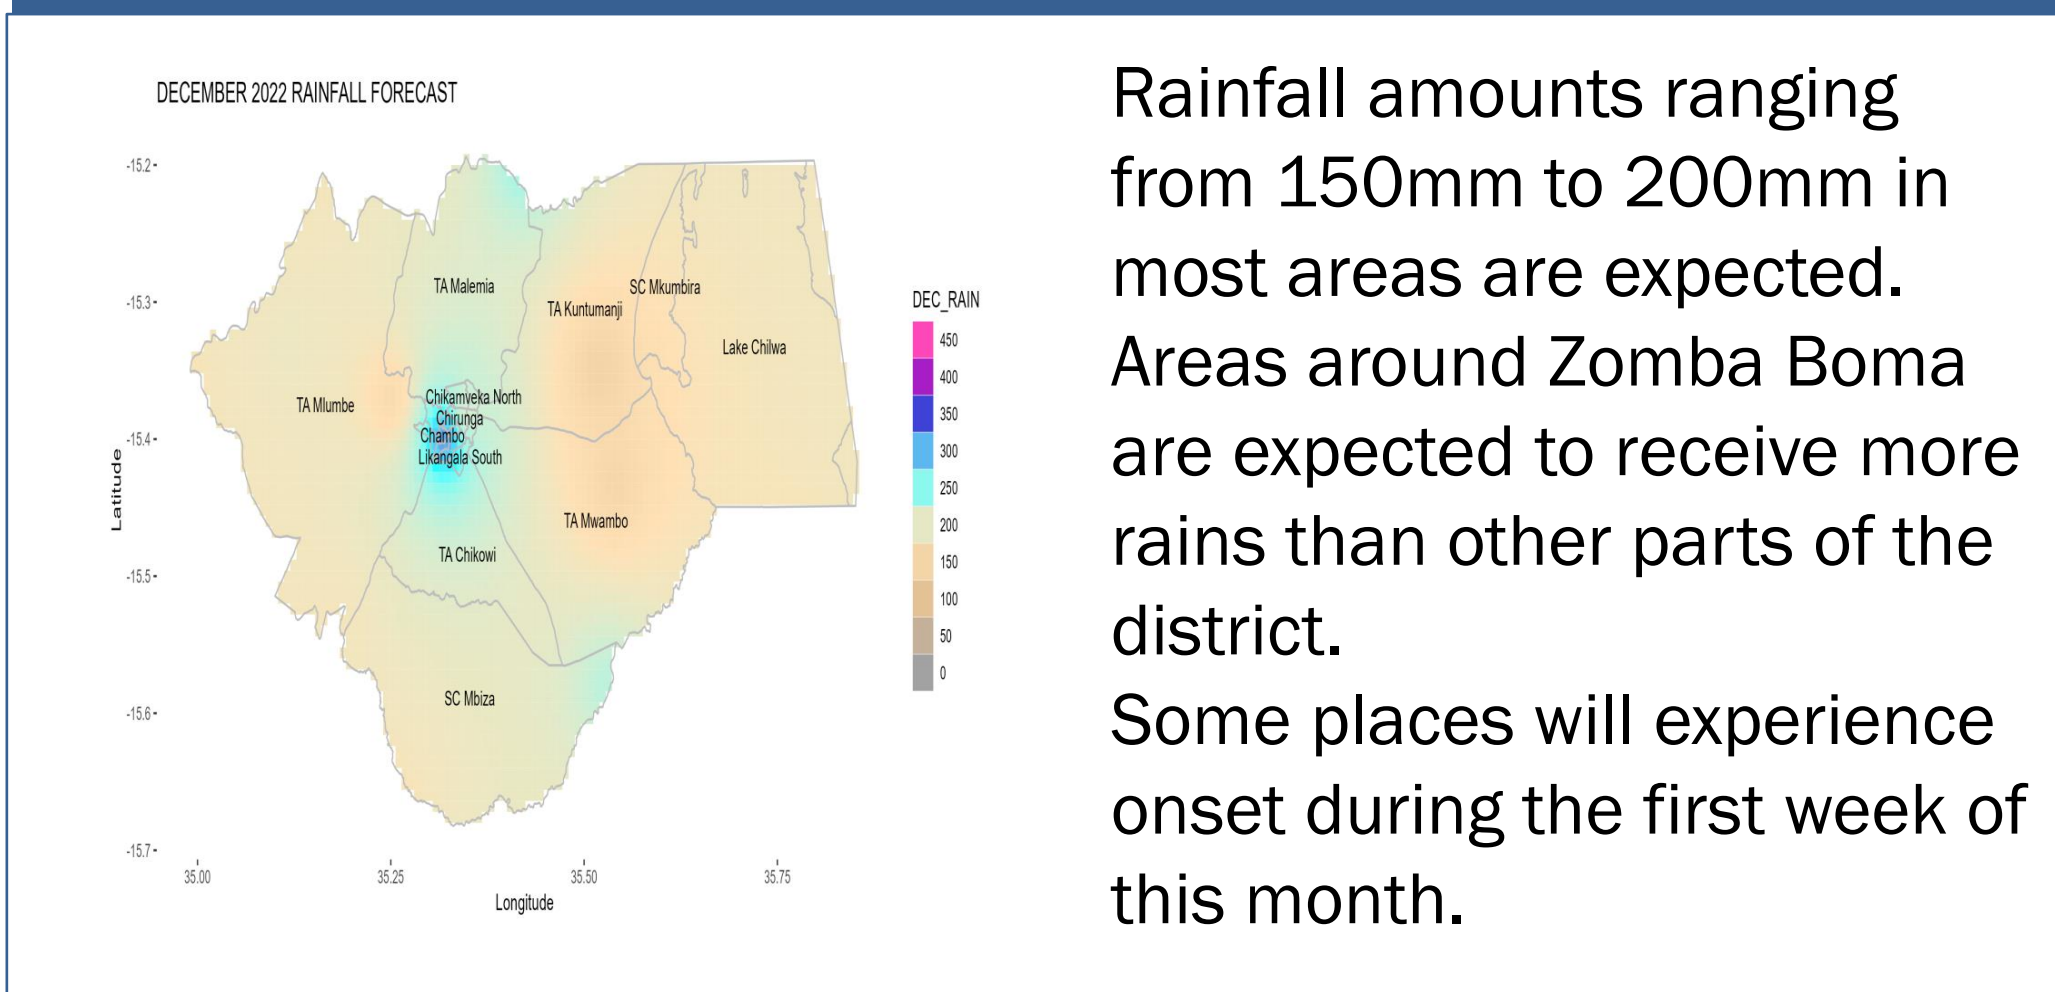 DECEMBER 2022 RAINFALL FORECAST
-15.2
-15.3
-15.4
-15.5
-15.6
-15.7
Latitude
35.00
35.25
35.50
35.75
Longitude
TA Malemia
SC Mkumbira
TA Kuntumanji
Lake Chilwa
Chikamveka North
TA Mlumbe
Chirunga
Chambo
Likangala South
TA Mwambo
TA Chikowi
SC Mbiza
DEC_RAIN
450
400
350
300
250
200
150
100
50
0
Rainfall amounts ranging
from 150mm to 200mm in
most areas are expected.
Areas around Zomba Boma
are expected to receive more
rains than other parts of the
district.
Some places will experience
onset during the first week of
this month.